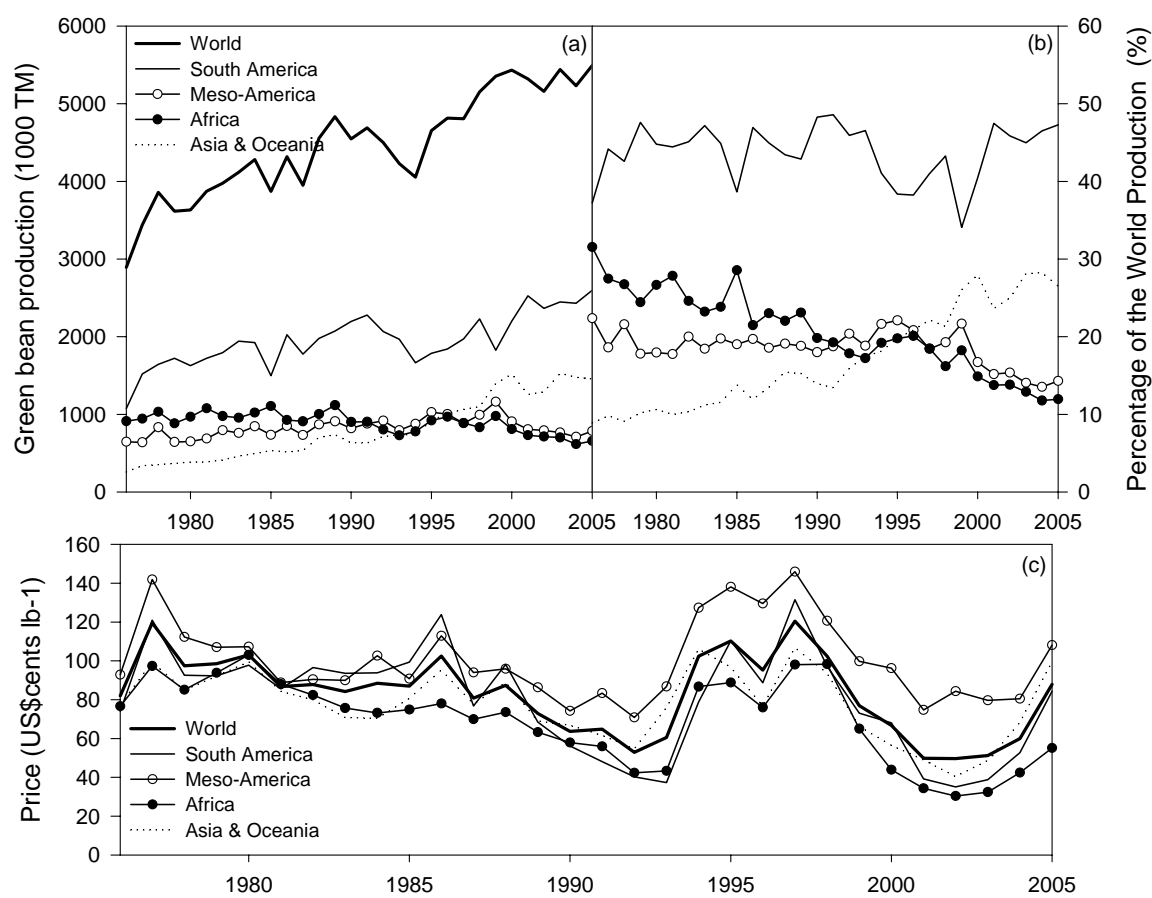 Green bean production (1000 TM)
6000
5000
4000
3000
2000
1000
0
World
South America
Meso-America
Africa
Asia & Oceania
(a)
1980 1985 1990 1995 2000 2005
(b)
60
50
40
30
20
10
0
Percentage of the World Production (%)
1980 1985 1990 1995 2000 2005
Price (US$cents lb-1)
160
140
120
100
80
60
40
20
0
(c)
World
South America
Meso-America
Africa
Asia & Oceania
1980 1985 1990 1995 2000 2005